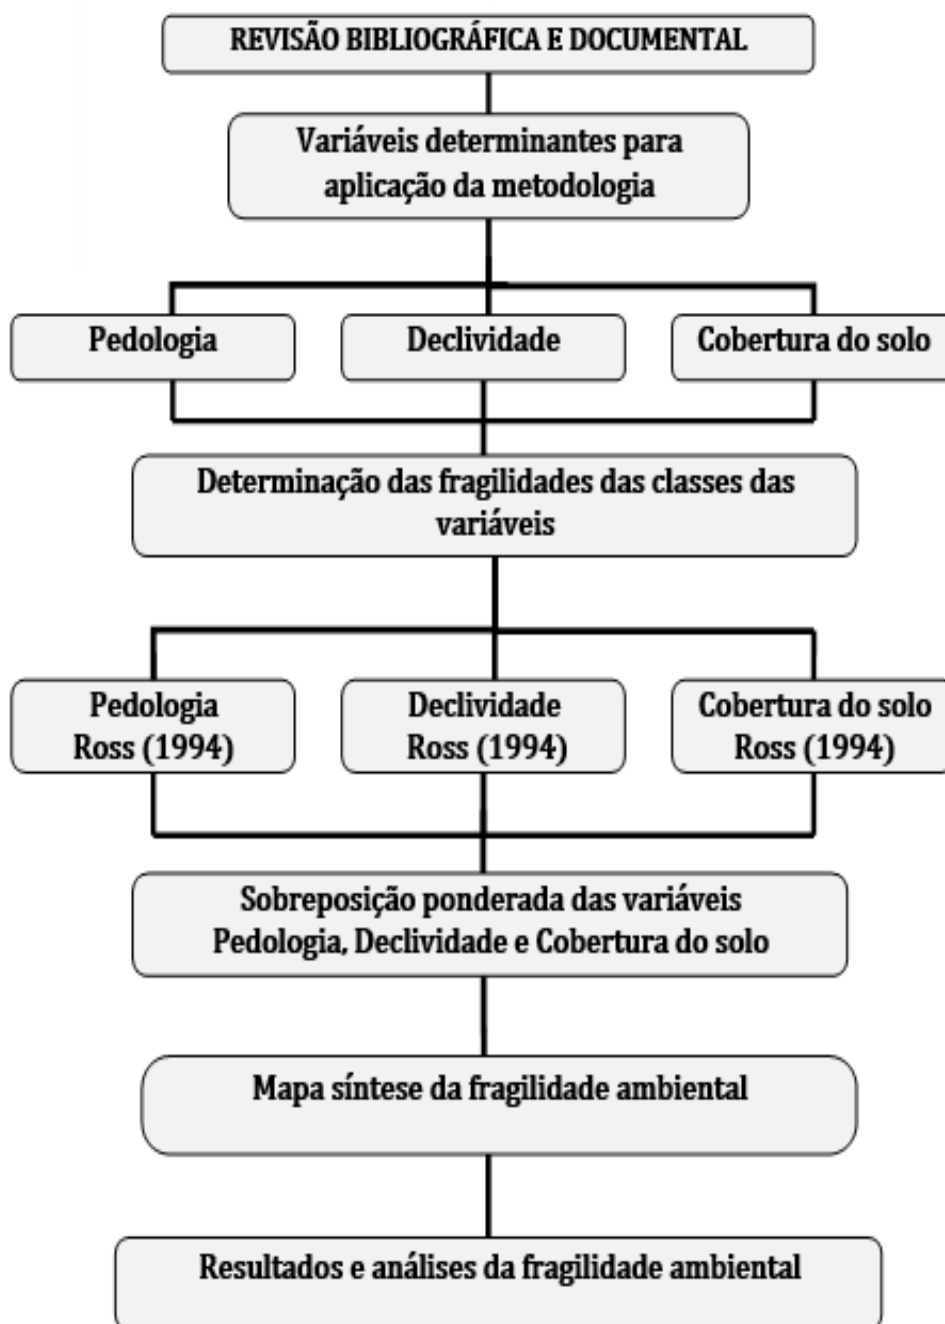 REVISÃO BIBLIOGRÁFICA E DOCUMENTAL
Variáveis determinantes para
aplicação da metodologia
Pedologia
Declividade
Cobertura do solo
Determinação das fragilidades das classes das
variáveis
Pedologia
Ross (1994)
Declividade
Ross (1994)
Cobertura do solo
Ross (1994)
Sobreposição ponderada das variáveis
Pedologia, Declividade e Cobertura do solo
Mapa síntese da fragilidade ambiental
Resultados e análises da fragilidade ambiental